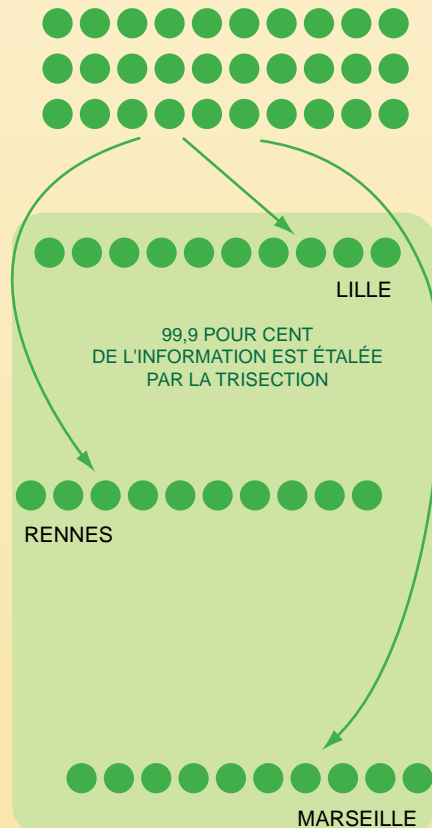 LILLE
99,9 POUR CENT
DE L'INFORMATION EST ÉTALÉE
PAR LA TRISECTION
RENNES
MARSEILLE